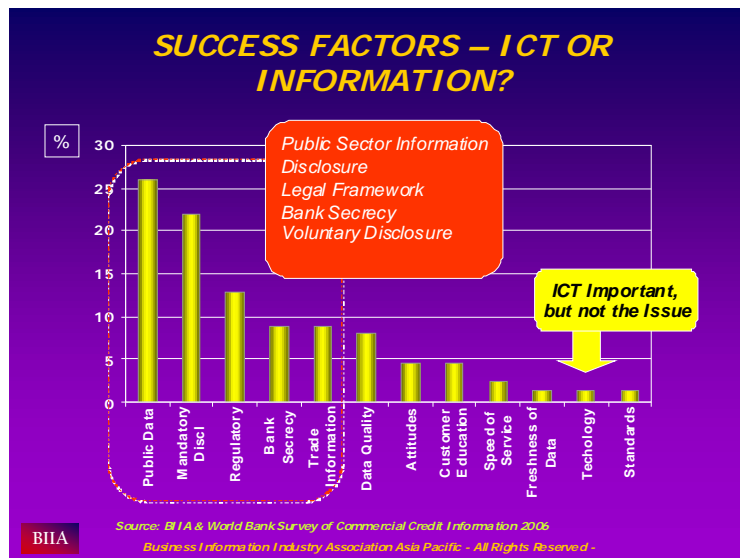 SUCCESS FACTORS – ICT OR
INFORMATION?
%
Public Sector Information
Disclosure
Legal Framework
Bank Secrecy
Voluntary Disclosure
ICT Important,
but not the Issue
30
25
20
15
10
5
0
Public Data
Mandatory
Discl
Regulatory
Bank
Secrecy
Trade
Information
Data Quality
Attitudes
Customer
Education
Speed of
Service
Freshness of
Data
Techology
Standards
Source: BIIA & World Bank Survey of Commercial Credit Information 2006
BIIA
Business Information Industry Association Asia Pacific - All Rights Reserved -